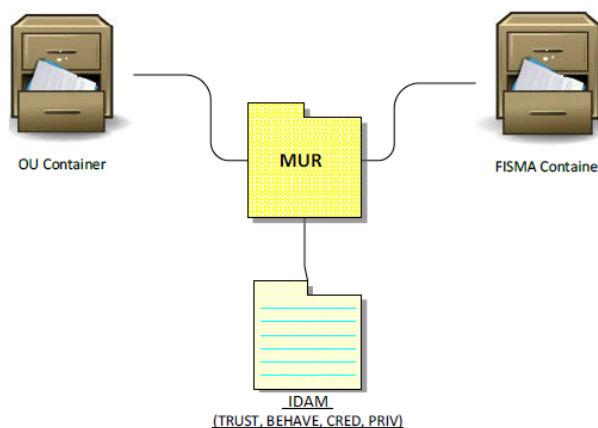 OU Container
MUR
FISMA Containe
IDAM
(TRUST, BEHAVE, CRED, PRIV)